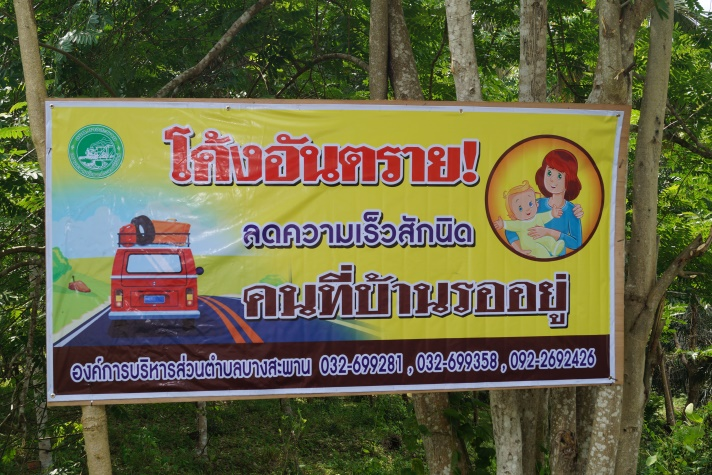 โค้งอันตราย!
ลดความเร็วสักนิด
คนที่บ้านรออยู่
องค์การบริหารส่วนตำบลบางสะพาน 032-699281 , 032-699358 , 092-2692426